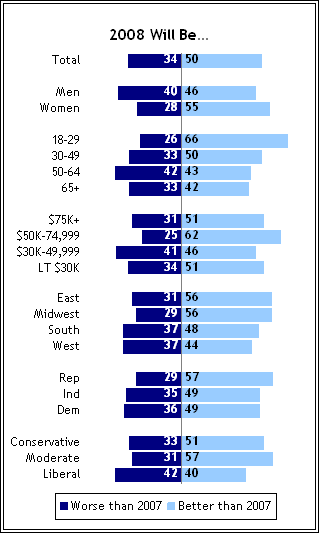 2008 Will Be...
Total 34 50
Men 40 46
Women 28 55
18-29 26 66
30-49 33 50
50-64 42 43
65+ 33 42
$75K+ 31 51
$50K-74,999 25 62
$30K-49,999 41 46
LT $30K 34 51
East 31 56
Midwest 29 56
South 37 48
West 37 44
Rep 29 57
Ind 35 49
Dem 36 49
Conservative 33 51
Moderate 31 57
Liberal 42 40
Worse than 2007 Better than 2007